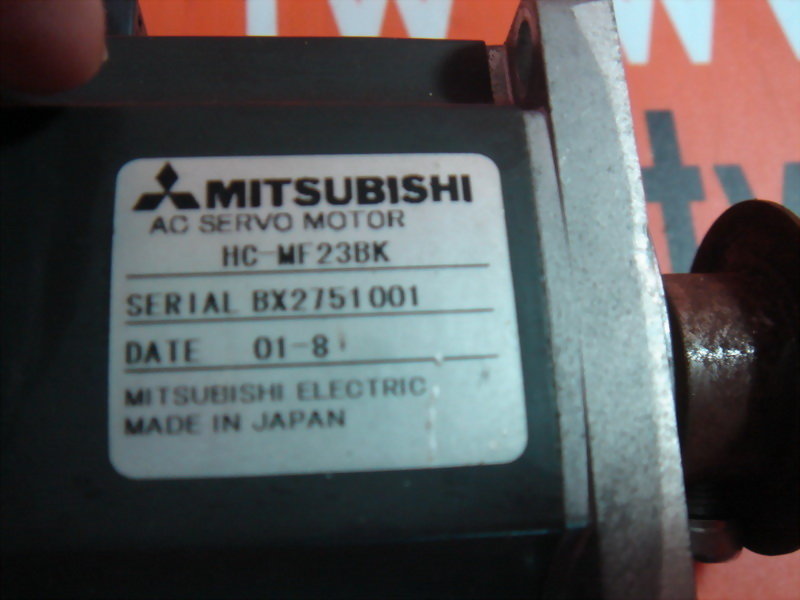 MITSUBISHI
AC SERVO MOTOR
HC-MF23BK
SERIAL BX2751001
DATE 01-8
MITSUBISHI ELECTRIC
MADE IN JAPAN